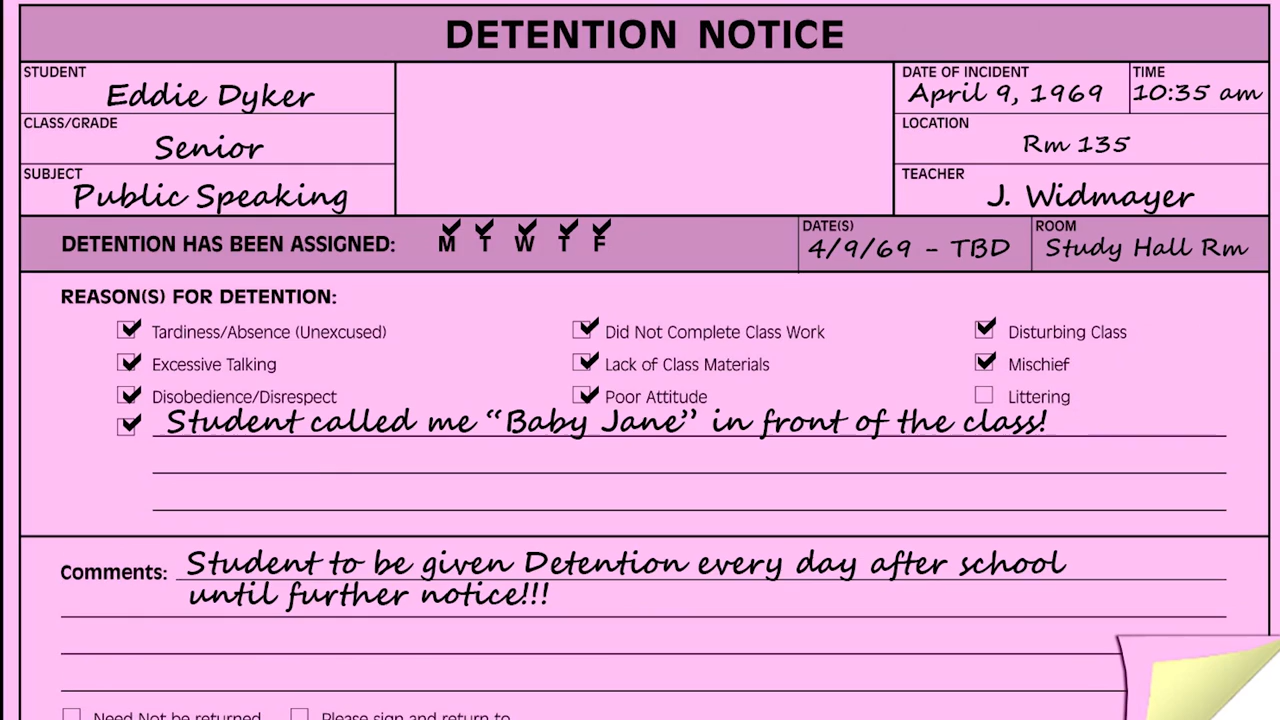 DETENTION NOTICE
STUDENT
Eddie Dyker
CLASS/GRADE
Senior
SUBJECT
Public Speaking
DATE OF INCIDENT
April 9, 1969
TIME
10:35 am
LOCATION
Rm 135
TEACHER
J. Widmayer
DETENTION HAS BEEN ASSIGNED: M T W T F
DATE(S)
4/9/69 - TBD
ROOM
Study Hall Rm
REASON(S) FOR DETENTION:
Tardiness/Absence (Unexcused) Did Not Complete Class Work Disturbing Class
Excessive Talking Lack of Class Materials Mischief
Disobedience/Disrespect Poor Attitude Littering
Student called me “Baby Jane” in front of the class!
Comments: Student to be given Detention every day after school
until further notice!!!
Need Not be returned Please sign and return to